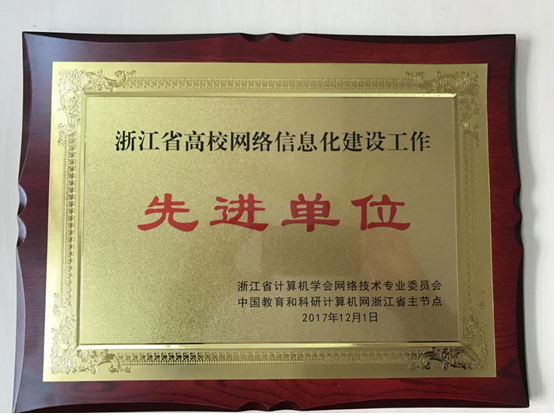 浙江省高校网络信息化建设工作
先进单位
浙江省计算机学会网络技术专业委员会
中国教育和科研计算机网浙江省主节点
2017年12月1日